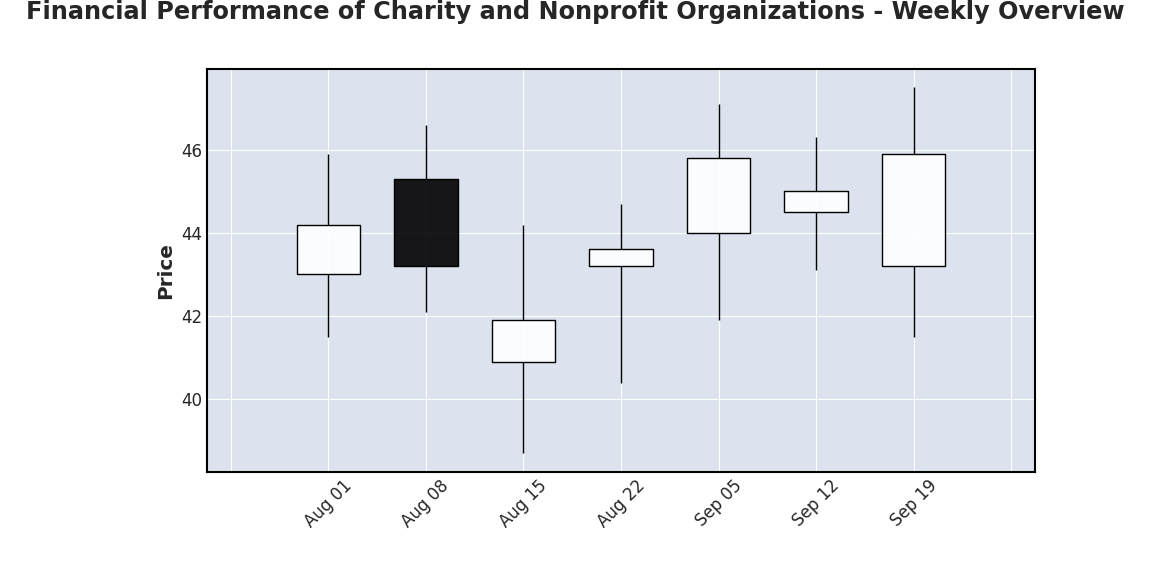 Financial Performance of Charity and Nonprofit Organizations - Weekly Overview
Price
46
44
42
40
Aug 01
Aug 08
Aug 15
Aug 22
Sep 05
Sep 12
Sep 19